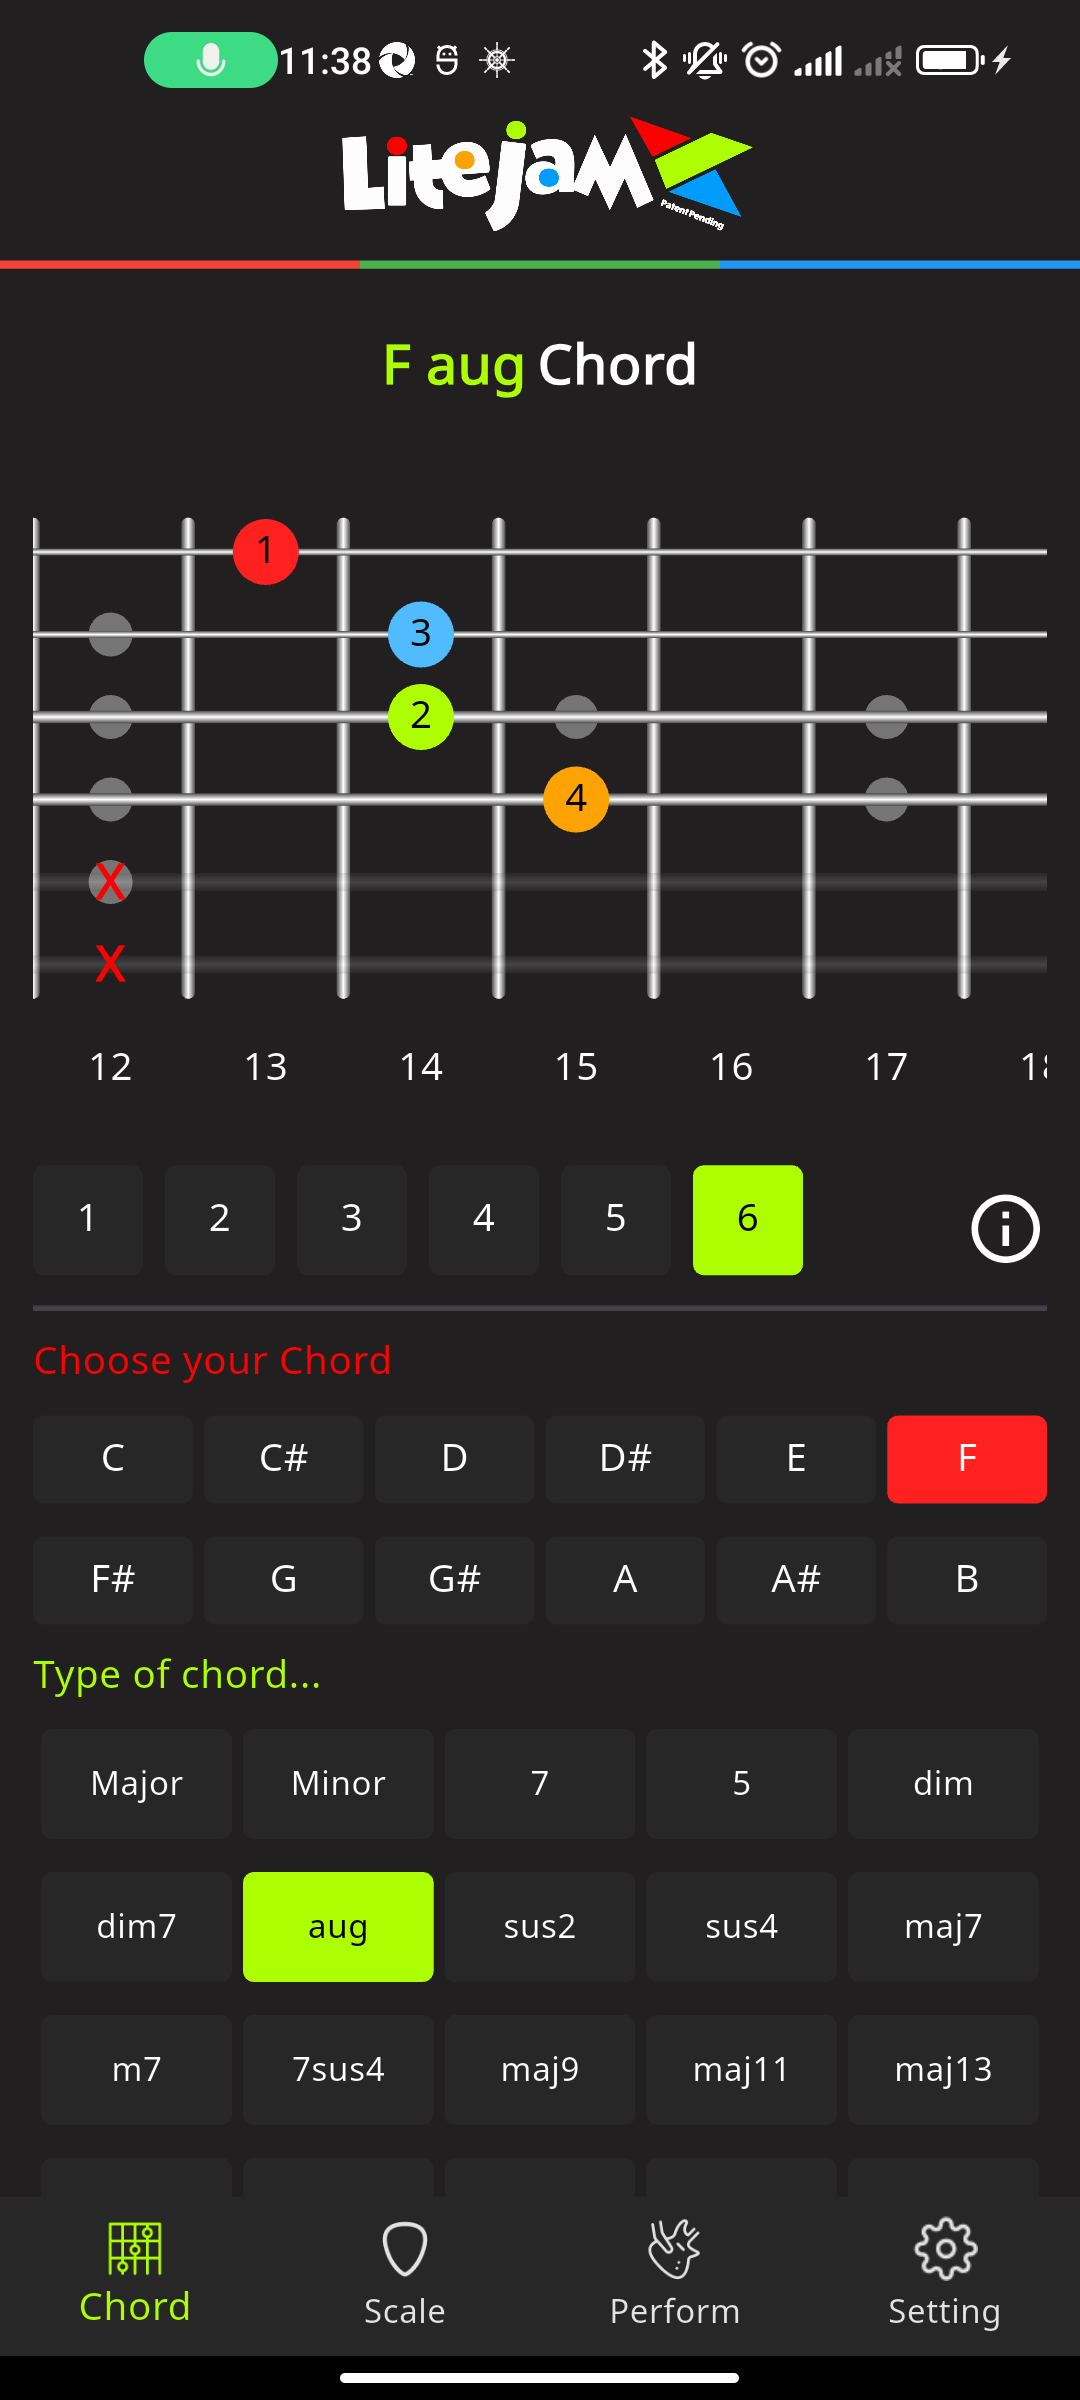 11:38
Litejam
Patent Pending
F aug Chord
1
3
2
4
X
X
12 13 14 15 16 17 18
1 2 3 4 5 6
Choose your Chord
C C# D D# E F
F# G G# A A# B
Type of chord...
Major Minor 7 5 dim
dim7 aug sus2 sus4 maj7
m7 7sus4 maj9 maj11 maj13
Chord Scale Perform Setting